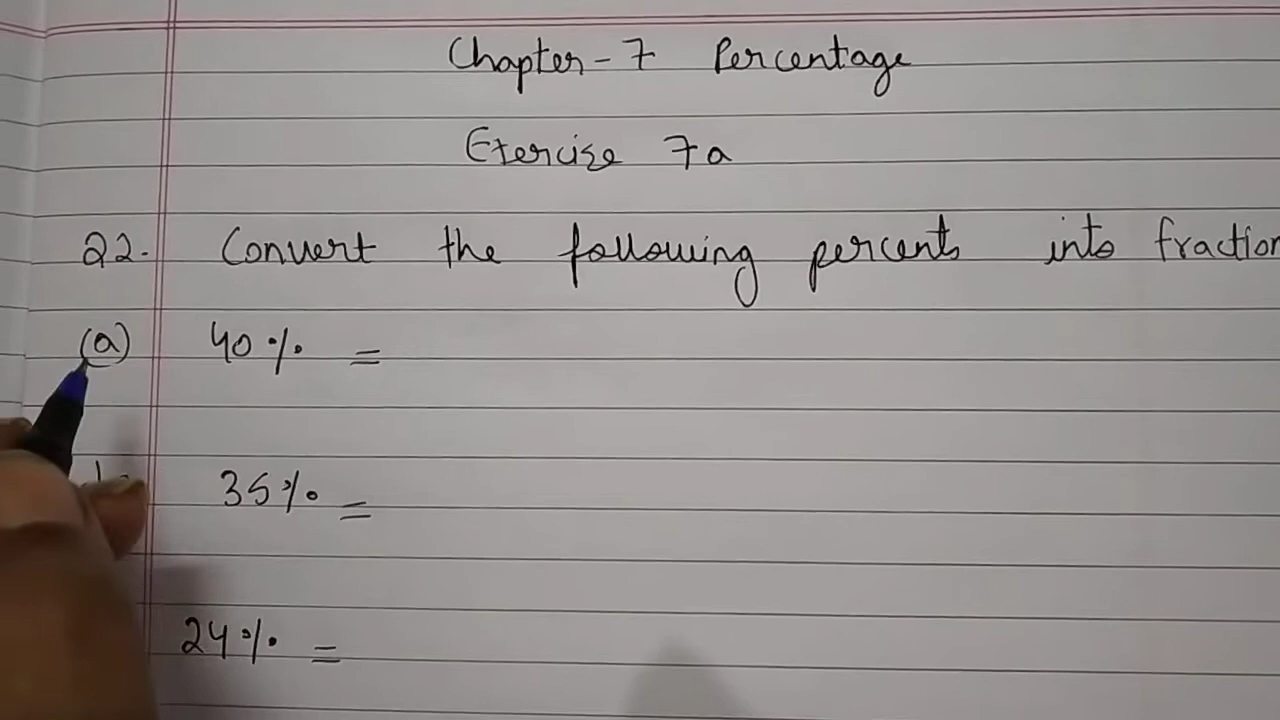 Chapter-7 Percentage
Exercise 7a
22. Convert the following percents into fraction
(a) 40% =
35% =
24% =